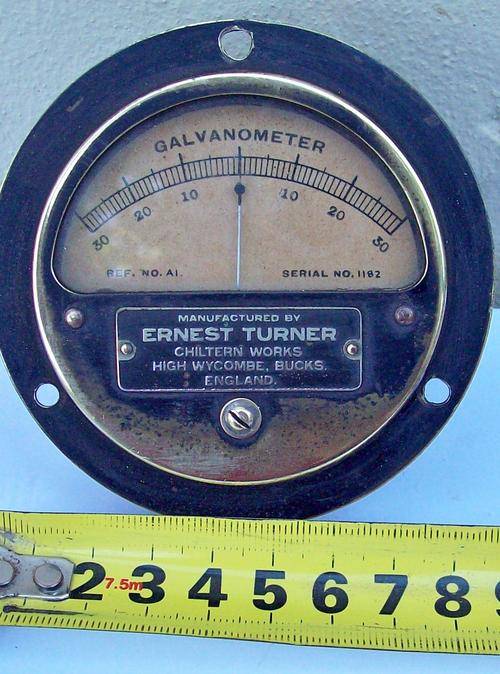 GALVANOMETER
30 20 10 10 20 30
REF. NO. A1. SERIAL NO. 1182
MANUFACTURED BY
ERNEST TURNER
CHILTERN WORKS
HIGH WYCOMBE, BUCKS.
ENGLAND.
2 7.5m 3 4 5 6 7 8